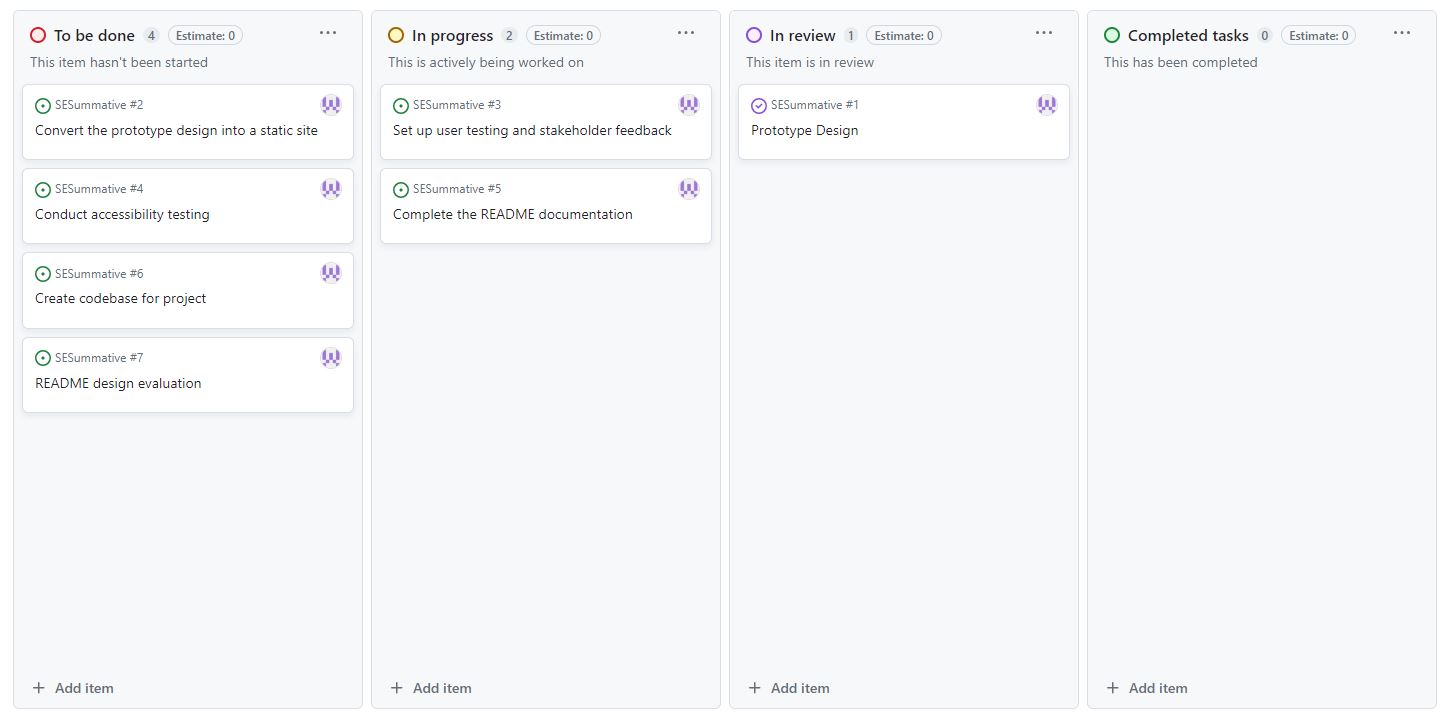 To be done 4 Estimate: 0
This item hasn't been started
SESummative #2
Convert the prototype design into a static site
SESummative #4
Conduct accessibility testing
SESummative #6
Create codebase for project
SESummative #7
README design evaluation
+ Add item
In progress 2 Estimate: 0
This is actively being worked on
SESummative #3
Set up user testing and stakeholder feedback
SESummative #5
Complete the README documentation
+ Add item
In review 1 Estimate: 0
This item is in review
SESummative #1
Prototype Design
+ Add item
Completed tasks 0 Estimate: 0
This has been completed
+ Add item